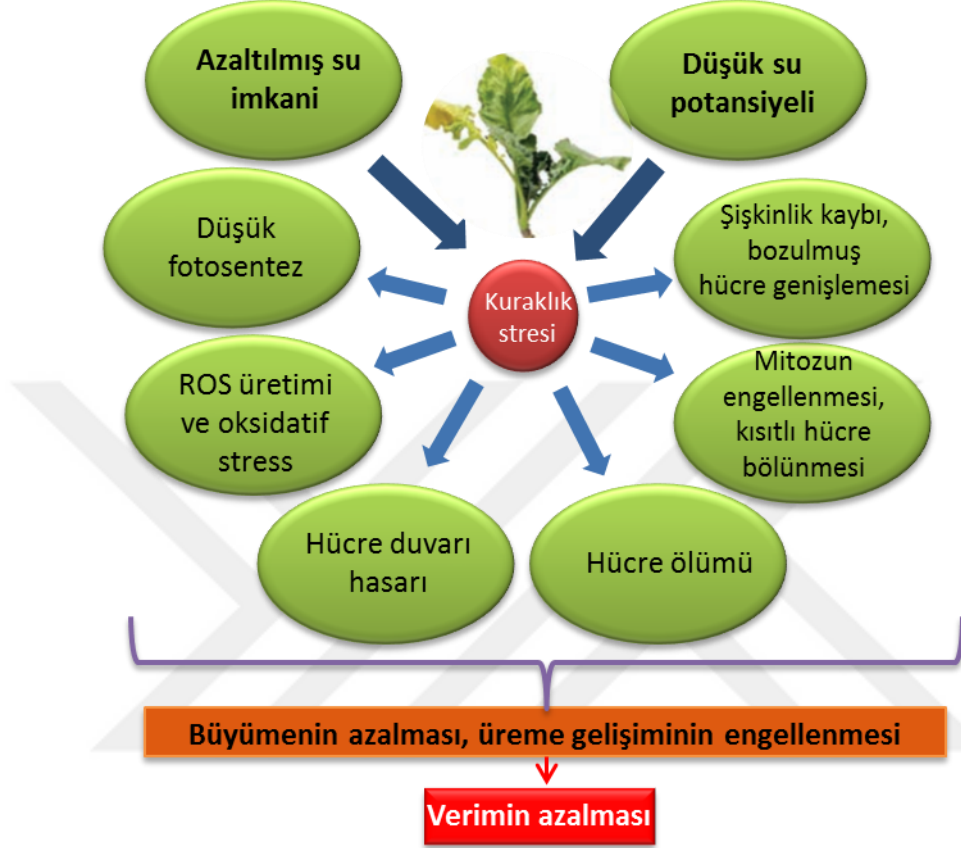 Azaltılmış su
imkani
Düşük su
potansiyeli
Düşük
fotosentez
Şişkinlik kaybı,
bozulmuş
hücre genişlemesi
Kuraklık
stresi
ROS üretimi
ve oksidatif
stress
Mitozun
engellenmesi,
kısıtlı hücre
bölünmesi
Hücre duvarı
hasarı
Hücre ölümü
Büyümenin azalması, üreme gelişiminin engellenmesi
Verimin azalması